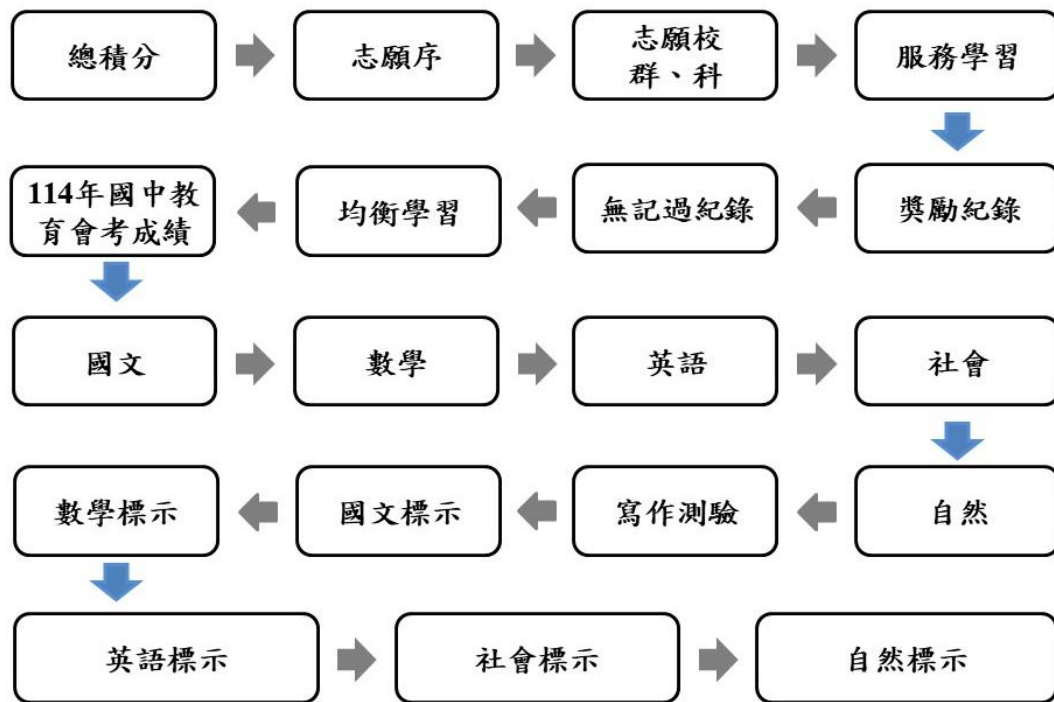 總積分
志願序
志願校
群、科
服務學習
獎勵紀錄
無記過紀錄
均衡學習
114年國中教
育會考成績
國文
數學
英語
社會
自然
寫作測驗
國文標示
數學標示
英語標示
社會標示
自然標示